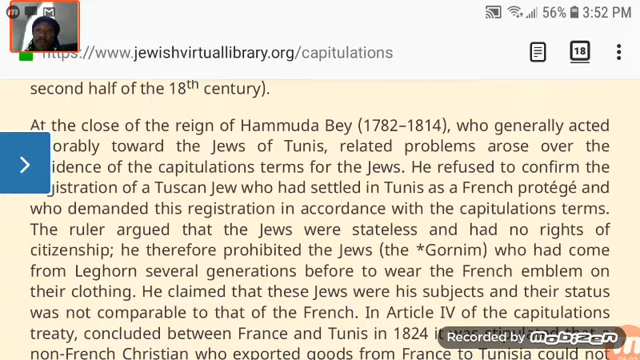 56% 3:52 PM
https://www.jewishvirtuallibrary.org/capitulations
18
second half of the 18th century).
At the close of the reign of Hammuda Bey (1782–1814), who generally acted
orably toward the Jews of Tunis, related problems arose over the
idence of the capitulations terms for the Jews. He refused to confirm the
gistration of a Tuscan Jew who had settled in Tunis as a French protégé and
who demanded this registration in accordance with the capitulations terms.
The ruler argued that the Jews were stateless and had no rights of
citizenship; he therefore prohibited the Jews (the *Gornim) who had come
from Leghorn several generations before to wear the French emblem on
their clothing. He claimed that these Jews were his subjects and their status
was not comparable to that of the French. In Article IV of the capitulations
treaty, concluded between France and Tunis in 1824 it was
non-French Christian who exported goods from France to Tunisia could not
Recorded by MOBIZEN